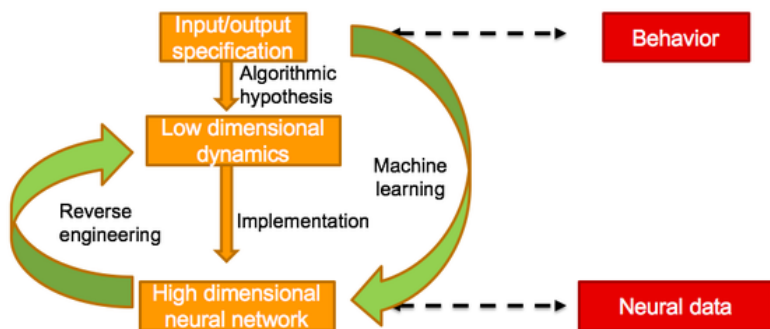 Input/output
specification
Behavior
Algorithmic
hypothesis
Low dimensional
dynamics
Machine
learning
Reverse
engineering
Implementation
High dimensional
neural network
Neural data